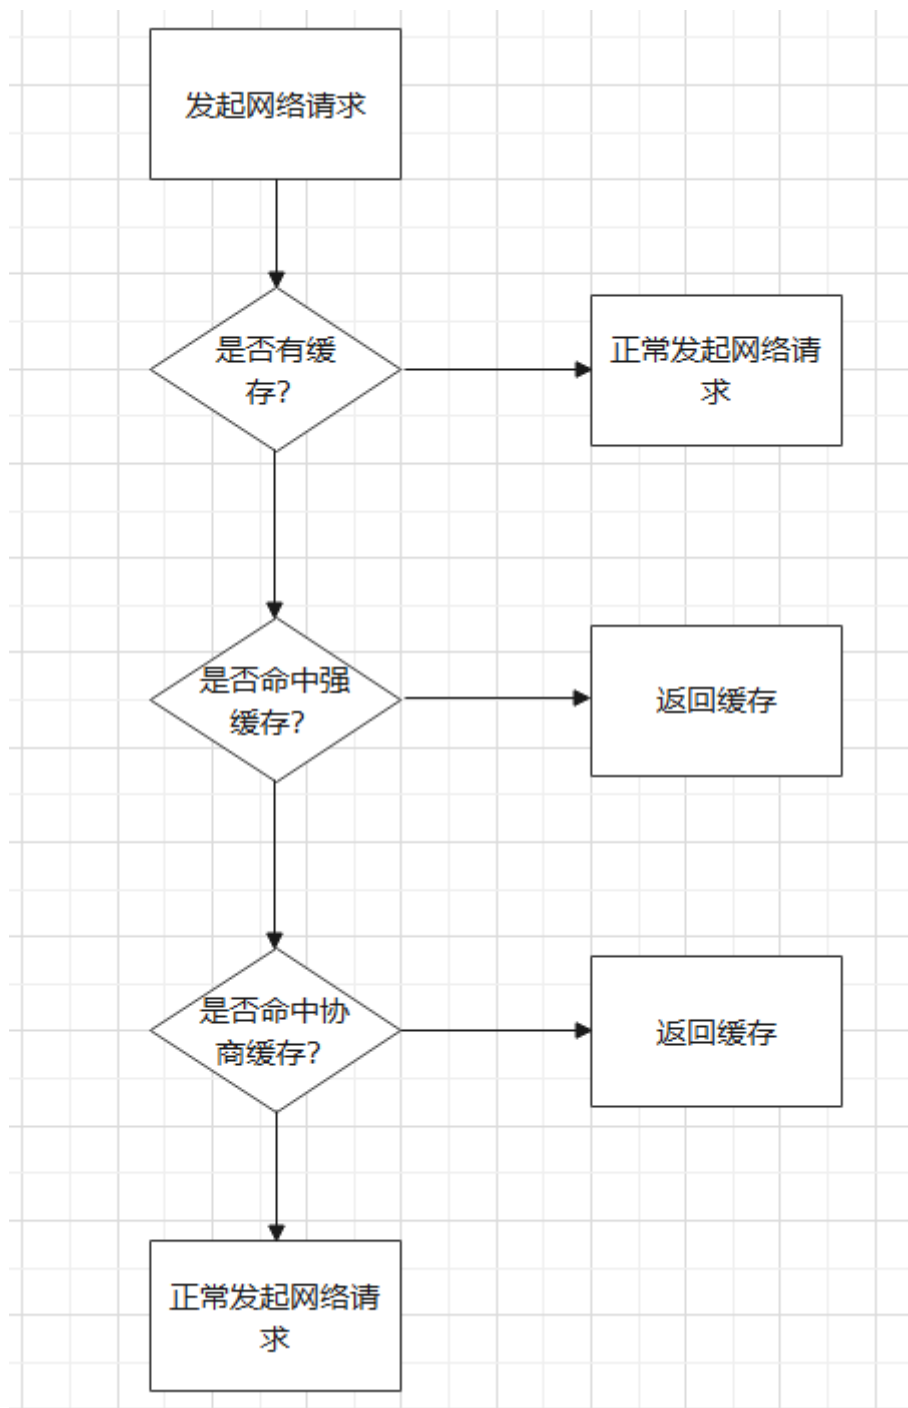 发起网络请求
是否有缓
存?
正常发起网络请
求
是否命中强
缓存?
返回缓存
是否命中协
商缓存?
返回缓存
正常发起网络请
求